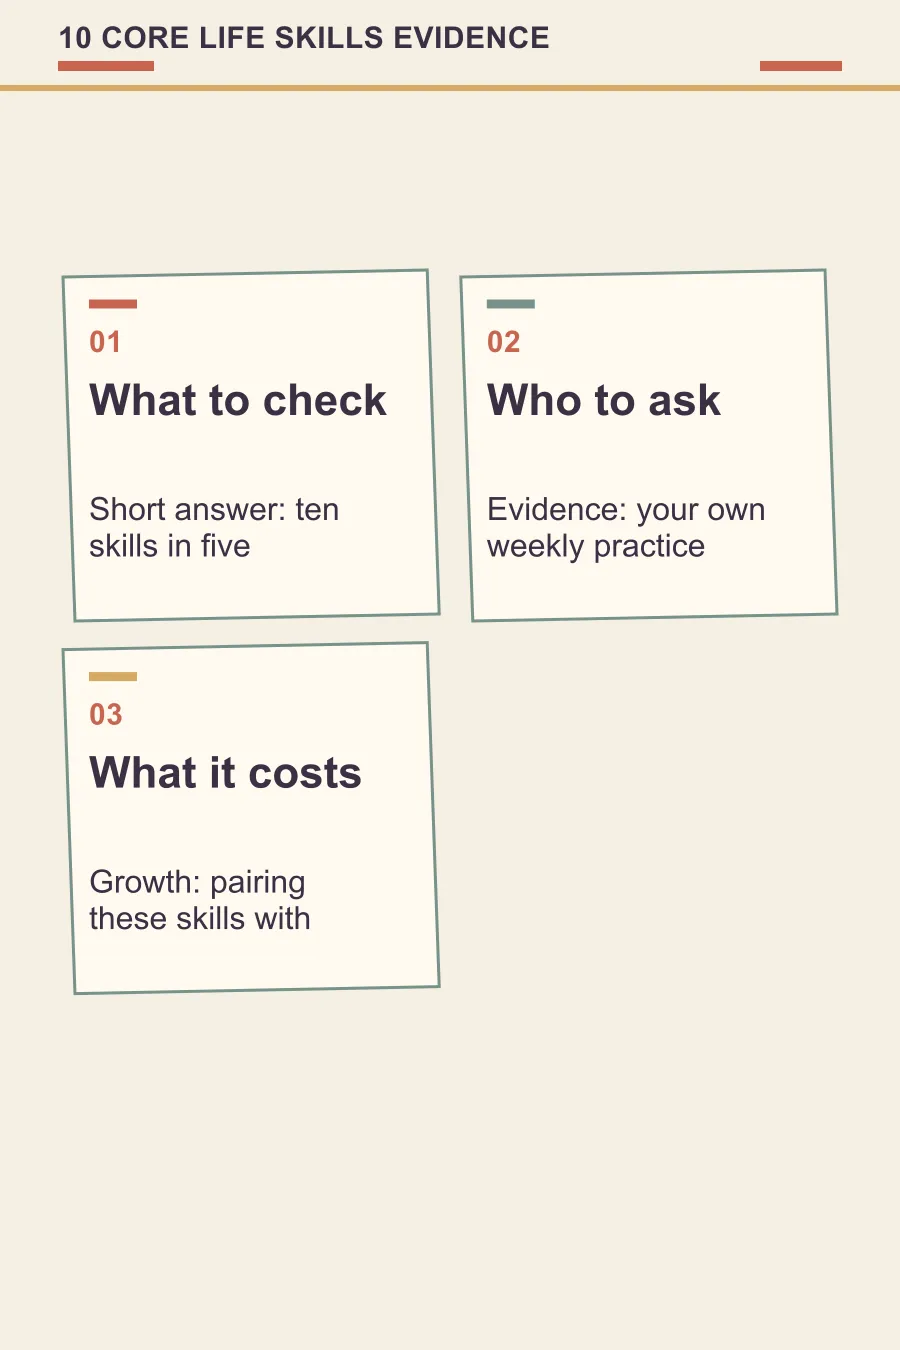 10 CORE LIFE SKILLS EVIDENCE
01
What to check
Short answer: ten
skills in five
02
Who to ask
Evidence: your own
weekly practice
03
What it costs
Growth: pairing
these skills with